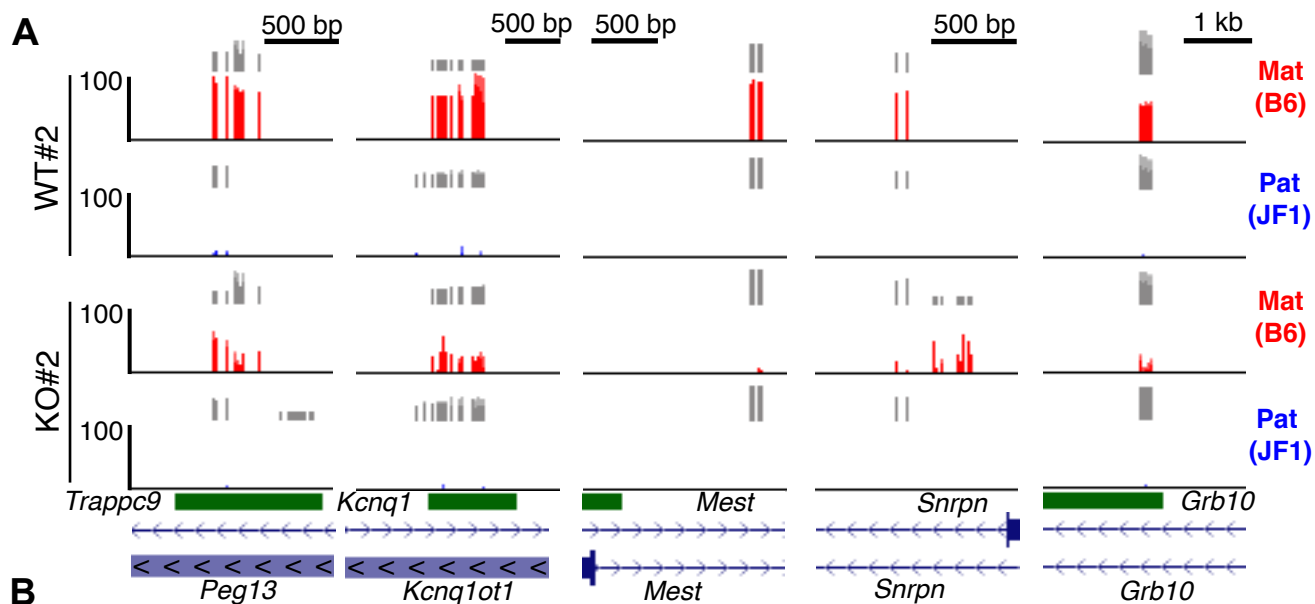 A
500 bp
500 bp
500 bp
500 bp
1 kb
WT#2
100
Mat
(B6)
100
Pat
(JF1)
KO#2
100
Mat
(B6)
100
Pat
(JF1)
Trappc9
Kcnq1
Mest
Snrpn
Grb10
B
Peg13
Kcnq1ot1
Mest
Snrpn
Grb10